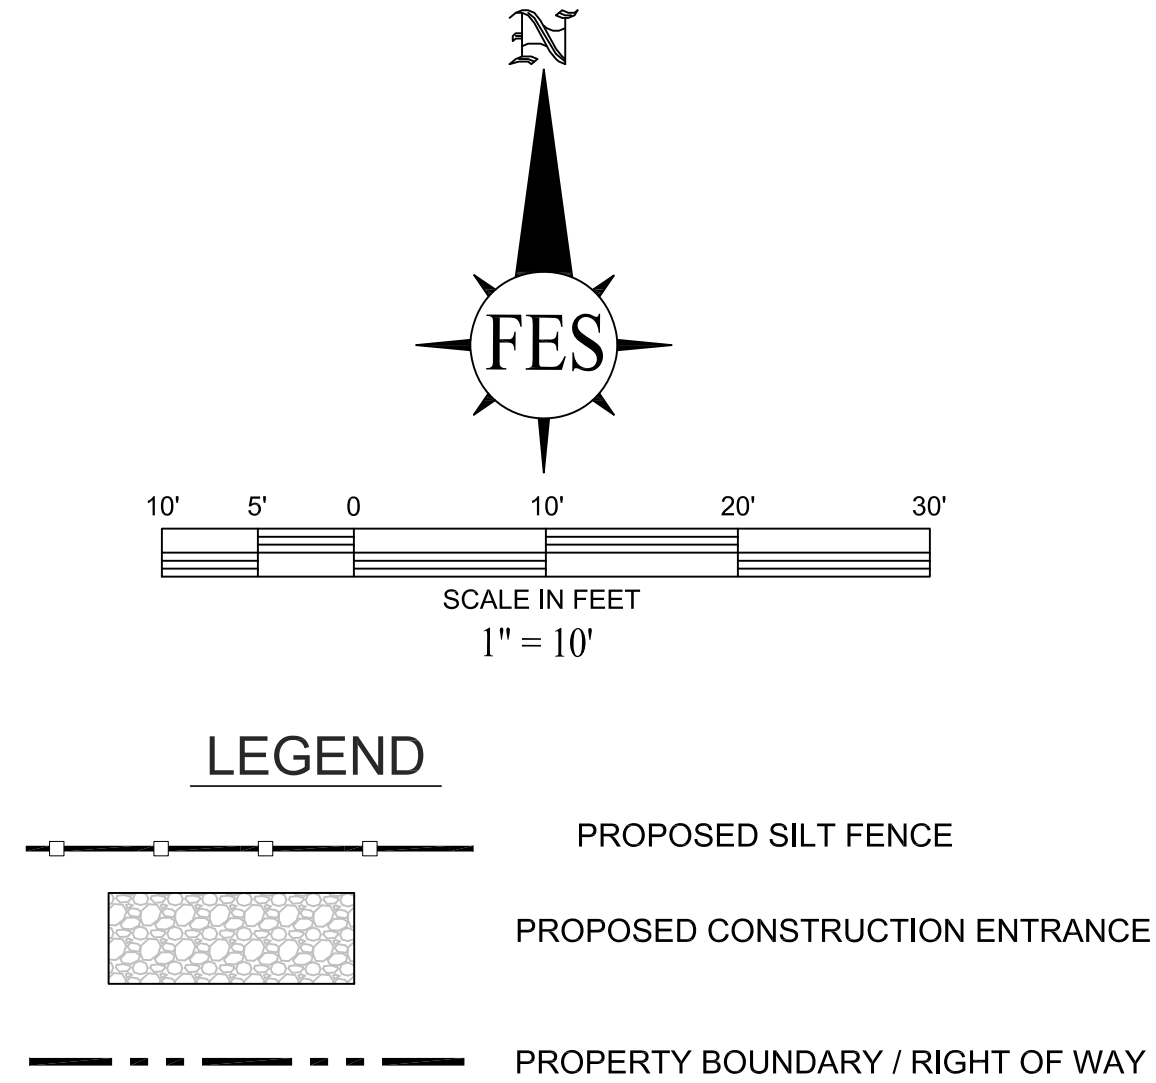 N
FES
10' 5' 0 10' 20' 30'
SCALE IN FEET
1" = 10'
LEGEND
PROPOSED SILT FENCE
PROPOSED CONSTRUCTION ENTRANCE
PROPERTY BOUNDARY / RIGHT OF WAY